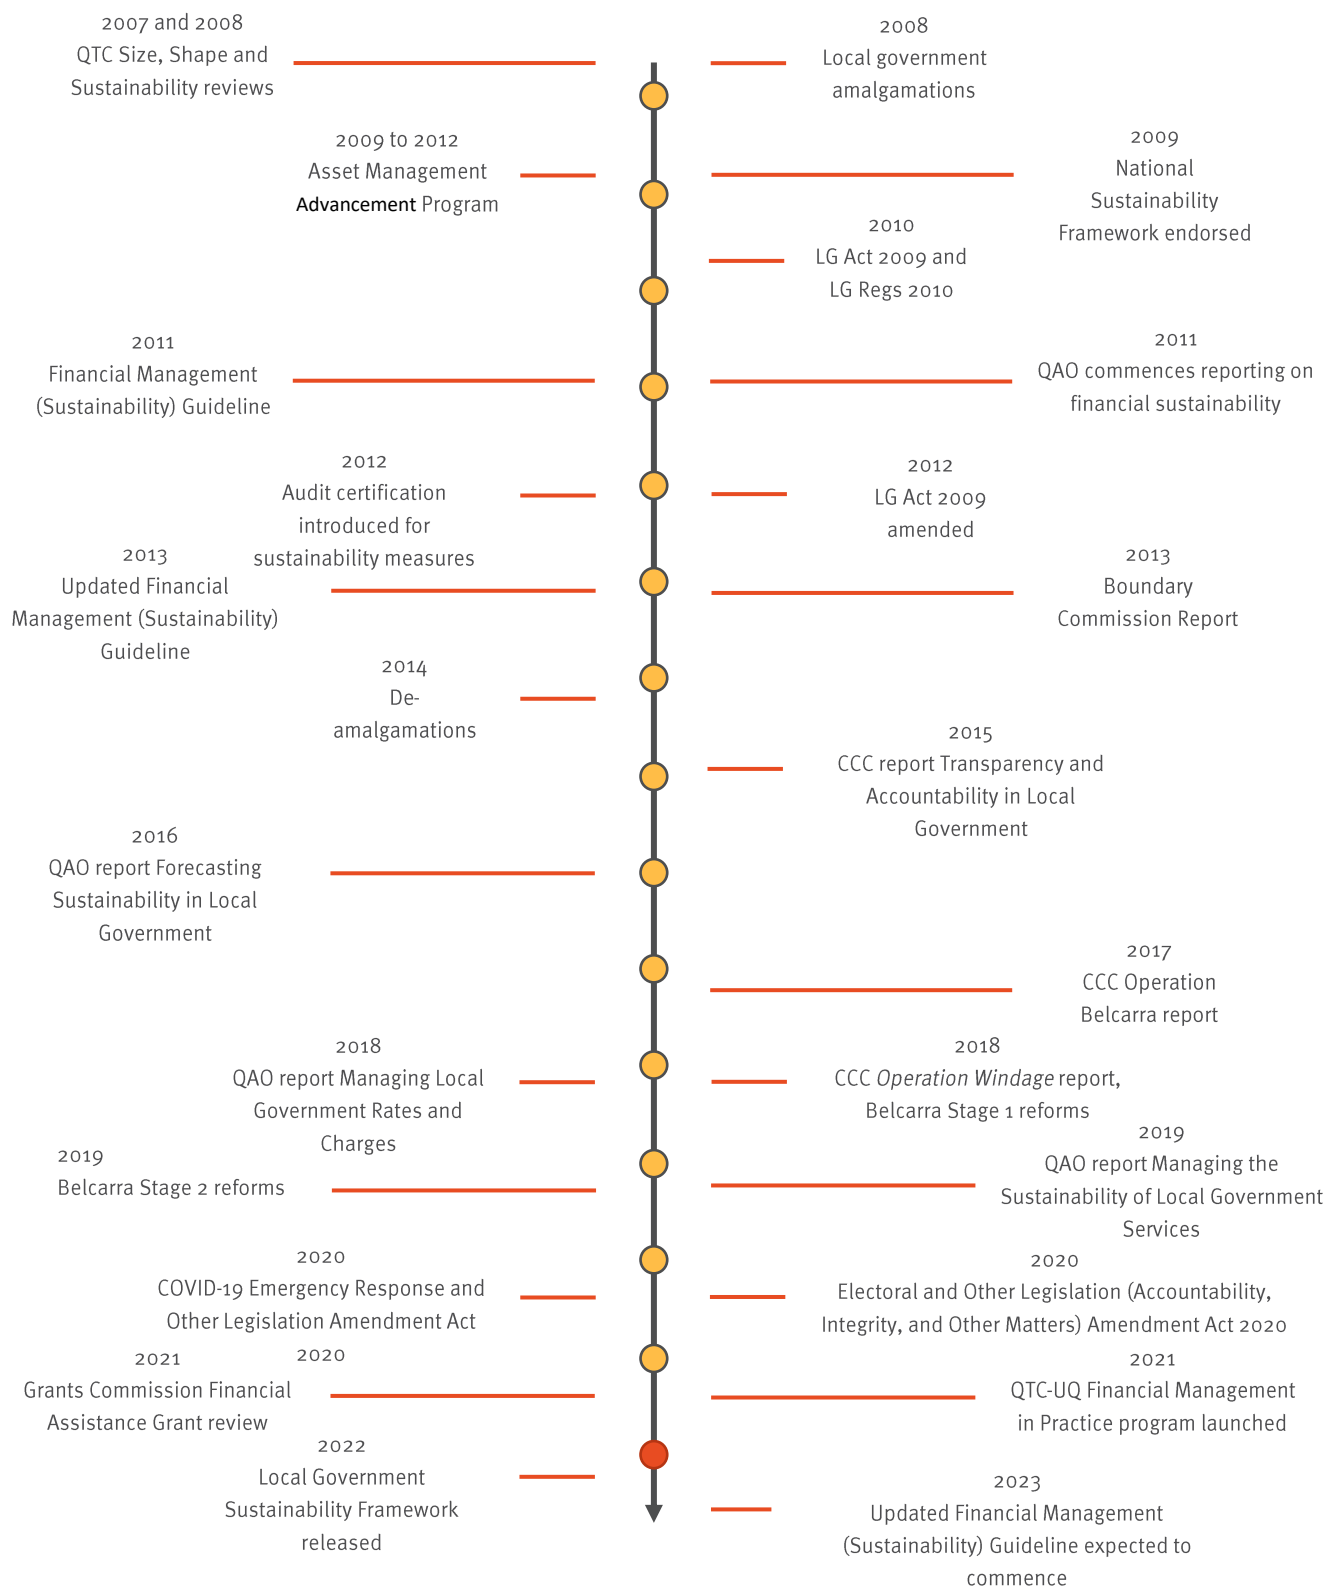 2007 and 2008
QTC Size, Shape and
Sustainability reviews
2008
Local government
amalgamations
2009 to 2012
Asset Management
Advancement Program
2009
National
Sustainability
Framework endorsed
2010
LG Act 2009 and
LG Regs 2010
2011
Financial Management
(Sustainability) Guideline
2011
QAO commences reporting on
financial sustainability
2012
Audit certification
introduced for
sustainability measures
2012
LG Act 2009
amended
2013
Updated Financial
Management (Sustainability)
Guideline
2013
Boundary
Commission Report
2014
De-
amalgamations
2015
CCC report Transparency and
Accountability in Local
Government
2016
QAO report Forecasting
Sustainability in Local
Government
2017
CCC Operation
Belcarra report
2018
QAO report Managing Local
Government Rates and
Charges
2018
CCC Operation Windage report,
Belcarra Stage 1 reforms
2019
Belcarra Stage 2 reforms
2019
QAO report Managing the
Sustainability of Local Government
Services
2020
COVID-19 Emergency Response and
Other Legislation Amendment Act
2020
Electoral and Other Legislation (Accountability,
Integrity, and Other Matters) Amendment Act 2020
2020
2021
Grants Commission Financial
Assistance Grant review
2021
QTC-UQ Financial Management
in Practice program launched
2022
Local Government
Sustainability Framework
released
2023
Updated Financial Management
(Sustainability) Guideline expected to
commence